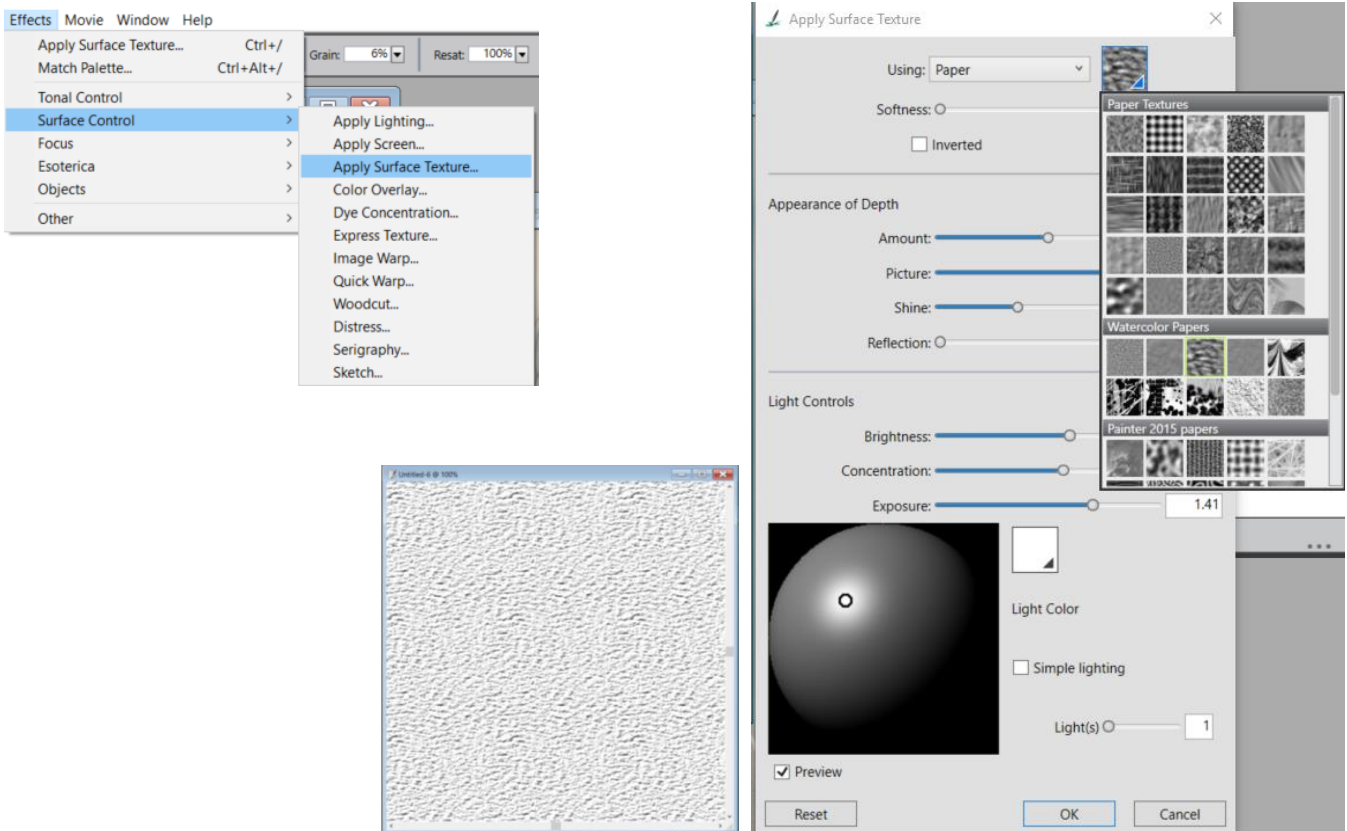 Effects Movie Window Help
Apply Surface Texture... Ctrl+/
Match Palette... Ctrl+Alt+/
Tonal Control >
Surface Control >
Focus >
Esoterica >
Objects >
Other >
Grain: 6% Resat: 100%
Apply Lighting...
Apply Screen...
Apply Surface Texture...
Color Overlay...
Dye Concentration...
Express Texture...
Image Warp...
Quick Warp...
Woodcut...
Distress...
Serigraphy...
Sketch...
Untitled-6 @ 100%
Apply Surface Texture
Using: Paper
Softness:
Inverted
Appearance of Depth
Amount:
Picture:
Shine:
Reflection:
Light Controls
Brightness:
Concentration:
Exposure: 1.41
Paper Textures
Watercolor Papers
Painter 2015 papers
Light Color
Simple lighting
Light(s) 1
Preview
Reset OK Cancel